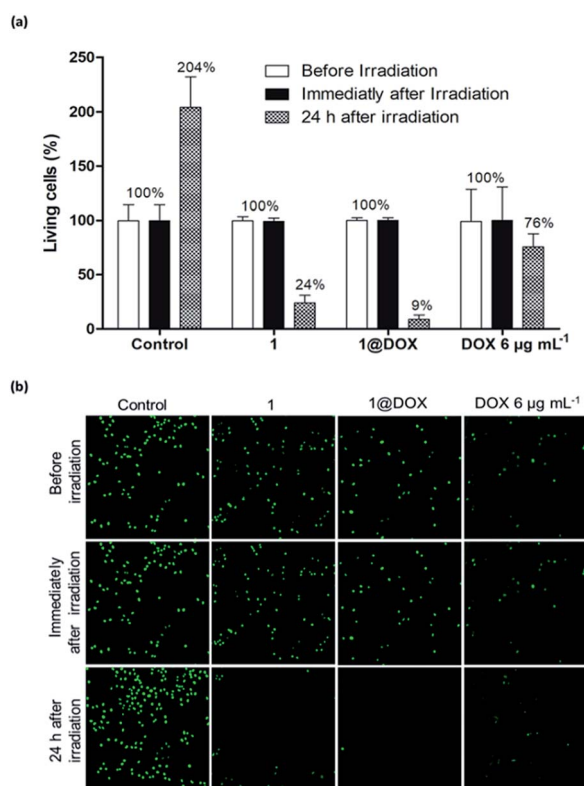 (a)
250
200
150
100
50
0
Living cells (%)
204%
Before Irradiation
Immediatly after Irradiation
24 h after irradiation
100%
100%
24%
100%
9%
100%
76%
Control
1
1@DOX
DOX 6 µg mL⁻¹
(b)
Control
1
1@DOX
DOX 6 µg mL⁻¹
Before
irradiation
Immediately
after irradiation
24 h after
irradiation